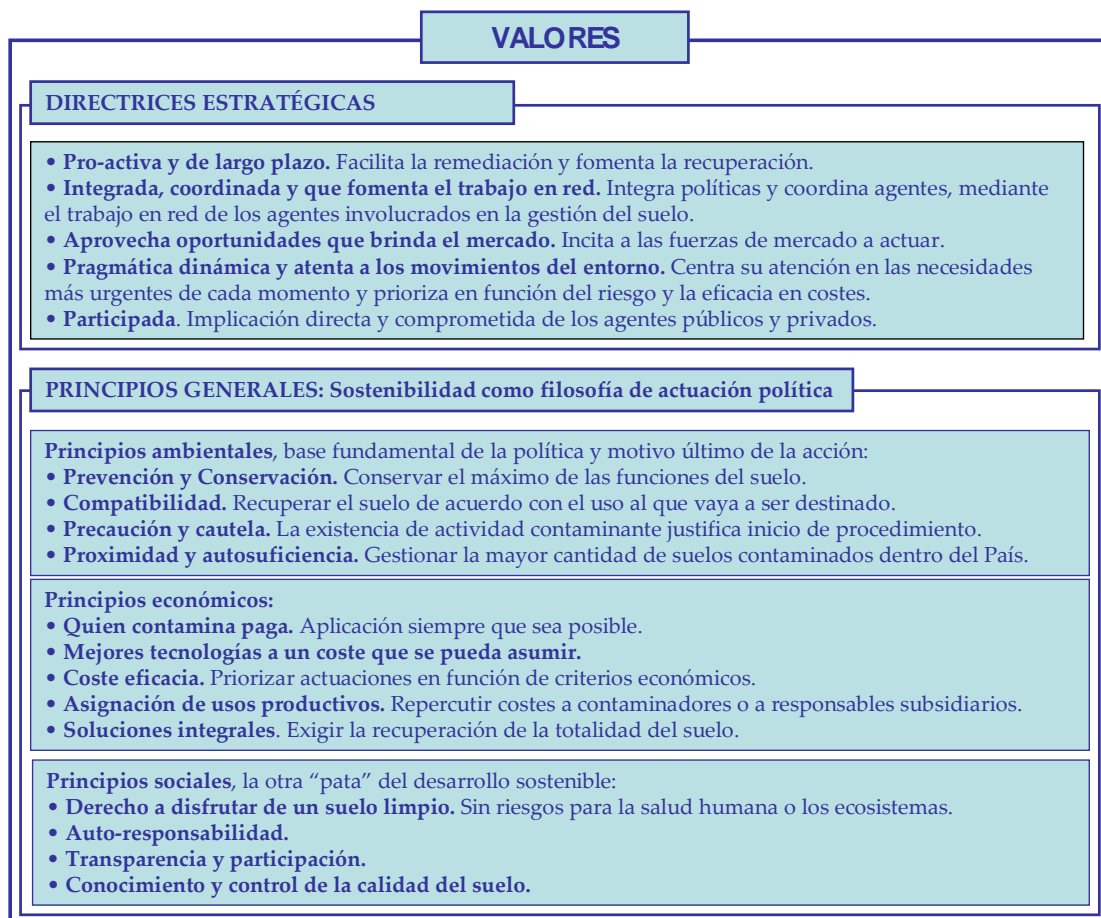 VALORES
DIRECTRICES ESTRATÉGICAS
• Pro-activa y de largo plazo. Facilita la remediación y fomenta la recuperación.
• Integrada, coordinada y que fomenta el trabajo en red. Integra políticas y coordina agentes, mediante
el trabajo en red de los agentes involucrados en la gestión del suelo.
• Aprovecha oportunidades que brinda el mercado. Incita a las fuerzas de mercado a actuar.
• Pragmática dinámica y atenta a los movimientos del entorno. Centra su atención en las necesidades
más urgentes de cada momento y prioriza en función del riesgo y la eficacia en costes.
• Participada. Implicación directa y comprometida de los agentes públicos y privados.
PRINCIPIOS GENERALES: Sostenibilidad como filosofía de actuación política
Principios ambientales, base fundamental de la política y motivo último de la acción:
• Prevención y Conservación. Conservar el máximo de las funciones del suelo.
• Compatibilidad. Recuperar el suelo de acuerdo con el uso al que vaya a ser destinado.
• Precaución y cautela. La existencia de actividad contaminante justifica inicio de procedimiento.
• Proximidad y autosuficiencia. Gestionar la mayor cantidad de suelos contaminados dentro del País.
Principios económicos:
• Quien contamina paga. Aplicación siempre que sea posible.
• Mejores tecnologías a un coste que se pueda asumir.
• Coste eficacia. Priorizar actuaciones en función de criterios económicos.
• Asignación de usos productivos. Repercutir costes a contaminadores o a responsables subsidiarios.
• Soluciones integrales. Exigir la recuperación de la totalidad del suelo.
Principios sociales, la otra “pata” del desarrollo sostenible:
• Derecho a disfrutar de un suelo limpio. Sin riesgos para la salud humana o los ecosistemas.
• Auto-responsabilidad.
• Transparencia y participación.
• Conocimiento y control de la calidad del suelo.